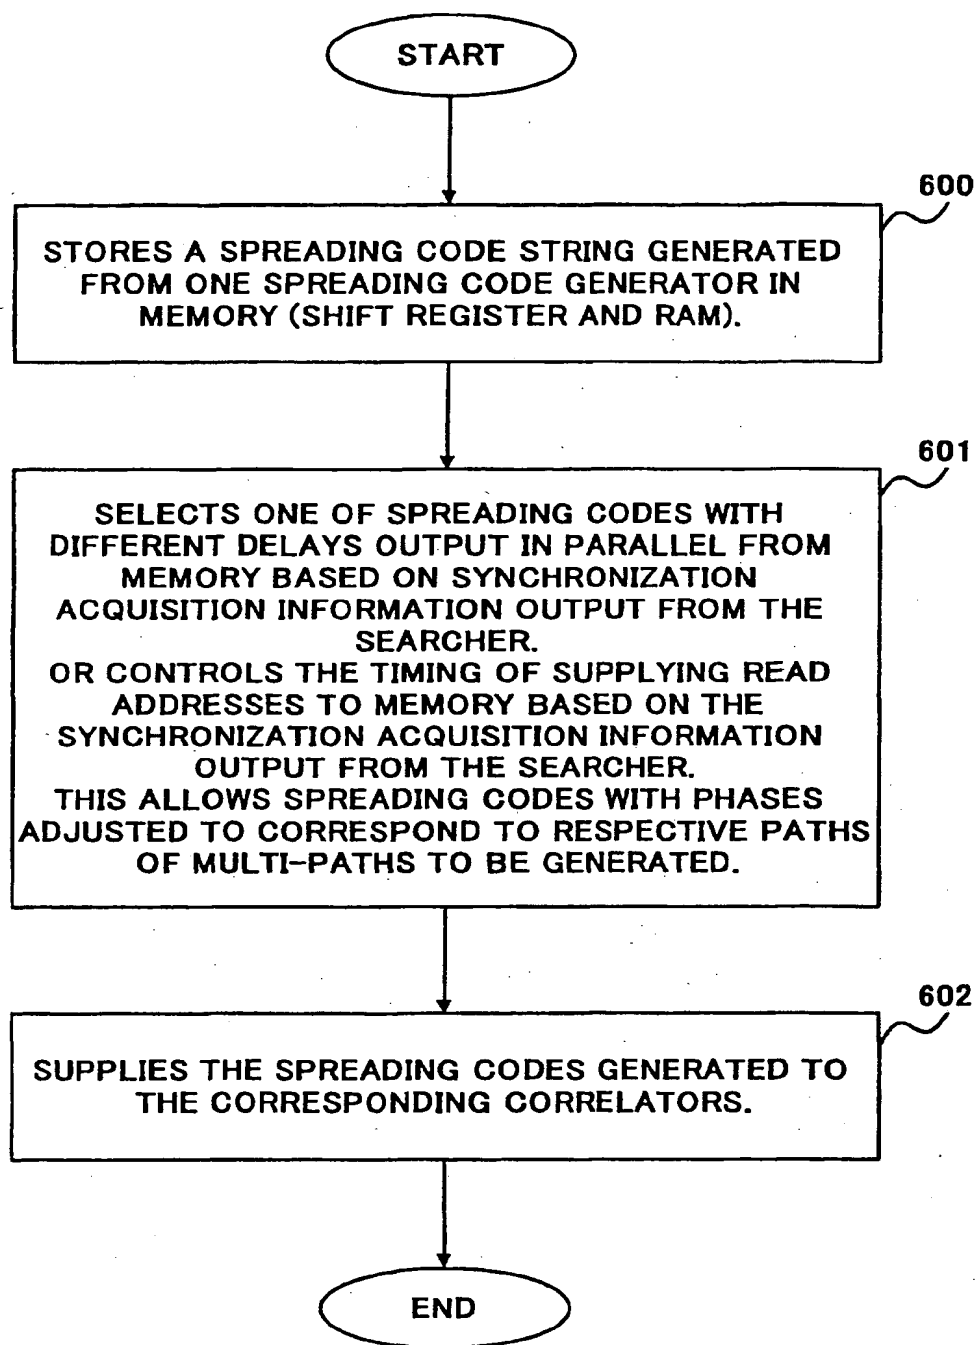 START
600
STORES A SPREADING CODE STRING GENERATED
FROM ONE SPREADING CODE GENERATOR IN
MEMORY (SHIFT REGISTER AND RAM).
601
SELECTS ONE OF SPREADING CODES WITH
DIFFERENT DELAYS OUTPUT IN PARALLEL FROM
MEMORY BASED ON SYNCHRONIZATION
ACQUISITION INFORMATION OUTPUT FROM THE
SEARCHER.
OR CONTROLS THE TIMING OF SUPPLYING READ
ADDRESSES TO MEMORY BASED ON THE
SYNCHRONIZATION ACQUISITION INFORMATION
OUTPUT FROM THE SEARCHER.
THIS ALLOWS SPREADING CODES WITH PHASES
ADJUSTED TO CORRESPOND TO RESPECTIVE PATHS
OF MULTI-PATHS TO BE GENERATED.
602
SUPPLIES THE SPREADING CODES GENERATED TO
THE CORRESPONDING CORRELATORS.
END